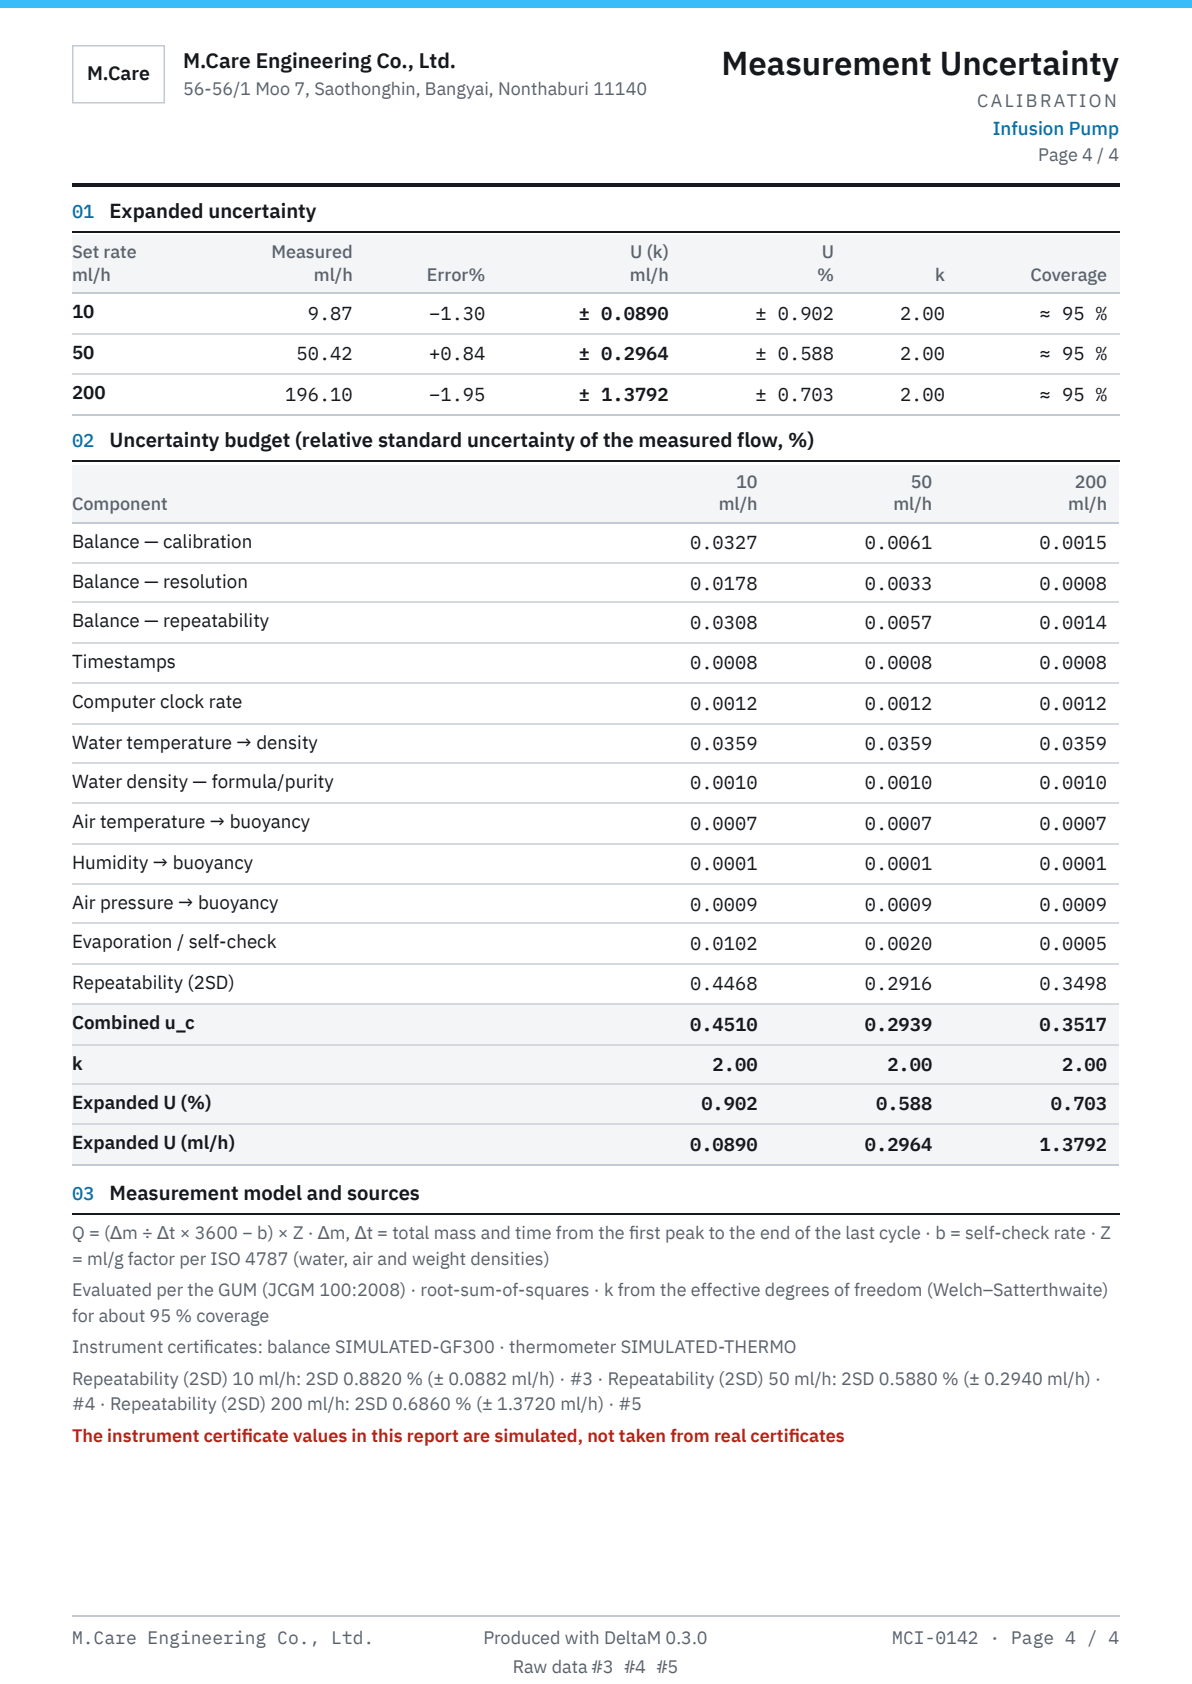 M.Care
M.Care Engineering Co., Ltd.
56-56/1 Moo 7, Saothonghin, Bangyai, Nonthaburi 11140
Measurement Uncertainty
CALIBRATION
Infusion Pump
Page 4 / 4
01 Expanded uncertainty
Set rate ml/h Measured ml/h Error% U (k) ml/h U % k Coverage
10 9.87 −1.30 ± 0.0890 ± 0.902 2.00 ≈ 95 %
50 50.42 +0.84 ± 0.2964 ± 0.588 2.00 ≈ 95 %
200 196.10 −1.95 ± 1.3792 ± 0.703 2.00 ≈ 95 %
02 Uncertainty budget (relative standard uncertainty of the measured flow, %)
Component 10 ml/h 50 ml/h 200 ml/h
Balance — calibration 0.0327 0.0061 0.0015
Balance — resolution 0.0178 0.0033 0.0008
Balance — repeatability 0.0308 0.0057 0.0014
Timestamps 0.0008 0.0008 0.0008
Computer clock rate 0.0012 0.0012 0.0012
Water temperature → density 0.0359 0.0359 0.0359
Water density — formula/purity 0.0010 0.0010 0.0010
Air temperature → buoyancy 0.0007 0.0007 0.0007
Humidity → buoyancy 0.0001 0.0001 0.0001
Air pressure → buoyancy 0.0009 0.0009 0.0009
Evaporation / self-check 0.0102 0.0020 0.0005
Repeatability (2SD) 0.4468 0.2916 0.3498
Combined u_c 0.4510 0.2939 0.3517
k 2.00 2.00 2.00
Expanded U (%) 0.902 0.588 0.703
Expanded U (ml/h) 0.0890 0.2964 1.3792
03 Measurement model and sources
Q = (Δm ÷ Δt × 3600 − b) × Z · Δm, Δt = total mass and time from the first peak to the end of the last cycle · b = self-check rate · Z
= ml/g factor per ISO 4787 (water, air and weight densities)
Evaluated per the GUM (JCGM 100:2008) · root-sum-of-squares · k from the effective degrees of freedom (Welch–Satterthwaite)
for about 95 % coverage
Instrument certificates: balance SIMULATED-GF300 · thermometer SIMULATED-THERMO
Repeatability (2SD) 10 ml/h: 2SD 0.8820 % (± 0.0882 ml/h) · #3 · Repeatability (2SD) 50 ml/h: 2SD 0.5880 % (± 0.2940 ml/h) ·
#4 · Repeatability (2SD) 200 ml/h: 2SD 0.6860 % (± 1.3720 ml/h) · #5
The instrument certificate values in this report are simulated, not taken from real certificates
M.Care Engineering Co., Ltd. Produced with DeltaM 0.3.0 MCI-0142 · Page 4 / 4
Raw data #3 #4 #5